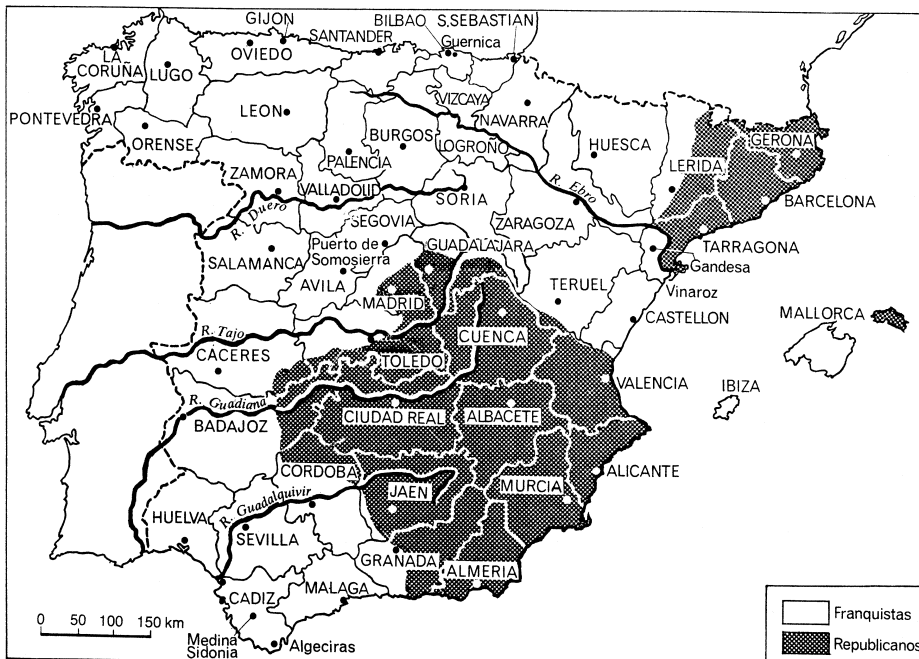 GIJON
BILBAO
S.SEBASTIAN
OVIEDO
SANTANDER
Guernica
LA
CORUÑA
LUGO
VIZCAYA
NAVARRA
PONTEVEDRA
LEON
BURGOS
HUESCA
GERONA
ORENSE
PALENCIA
LOGROÑO
LERIDA
ZAMORA
VALLADOLID
R. Ebro
SORIA
BARCELONA
R. Duero
SEGOVIA
ZARAGOZA
TARRAGONA
Puerto de
Somosierra
GUADALAJARA
Gandesa
SALAMANCA
AVILA
TERUEL
Vinaroz
MADRID
MALLORCA
CUENCA
CASTELLON
R. Tajo
CACERES
TOLEDO
VALENCIA
IBIZA
R. Guadiana
BADAJOZ
CIUDAD REAL
ALBACETE
CORDOBA
ALICANTE
JAEN
MURCIA
R. Guadalquivir
HUELVA
SEVILLA
GRANADA
ALMERIA
CADIZ
MALAGA
0 50 100 150 km
Medina
Sidonia
Algeciras
Franquistas
Republicanos